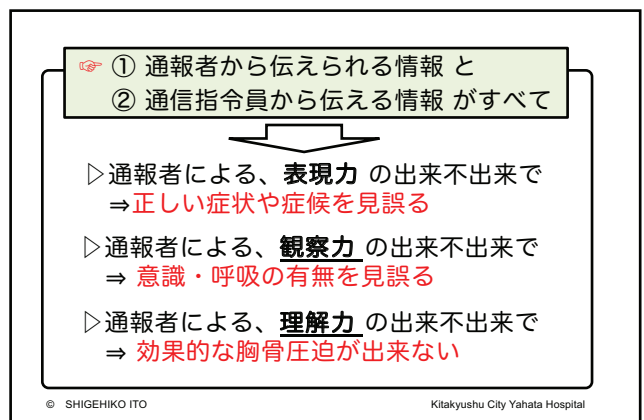 ☞ ① 通報者から伝えられる情報 と
② 通信指令員から伝える情報 がすべて
▷通報者による、表現力 の出来不出来で
⇒正しい症状や症候を見誤る
▷通報者による、観察力 の出来不出来で
⇒ 意識・呼吸の有無を見誤る
▷通報者による、理解力 の出来不出来で
⇒ 効果的な胸骨圧迫が出来ない
© SHIGEHIKO ITO Kitakyushu City Yahata Hospital